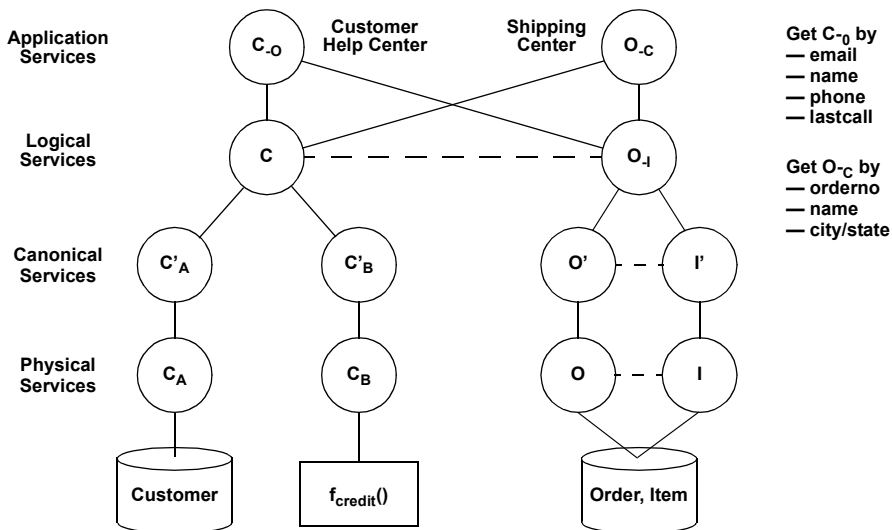 Application
Services
C-O
Customer
Help Center
Shipping
Center
O-C
Get C-0 by
— email
— name
— phone
— lastcall
Logical
Services
C
O-I
Get O-C by
— orderno
— name
— city/state
Canonical
Services
C'A
C'B
O'
I'
Physical
Services
CA
CB
O
I
Customer
fcredit()
Order, Item